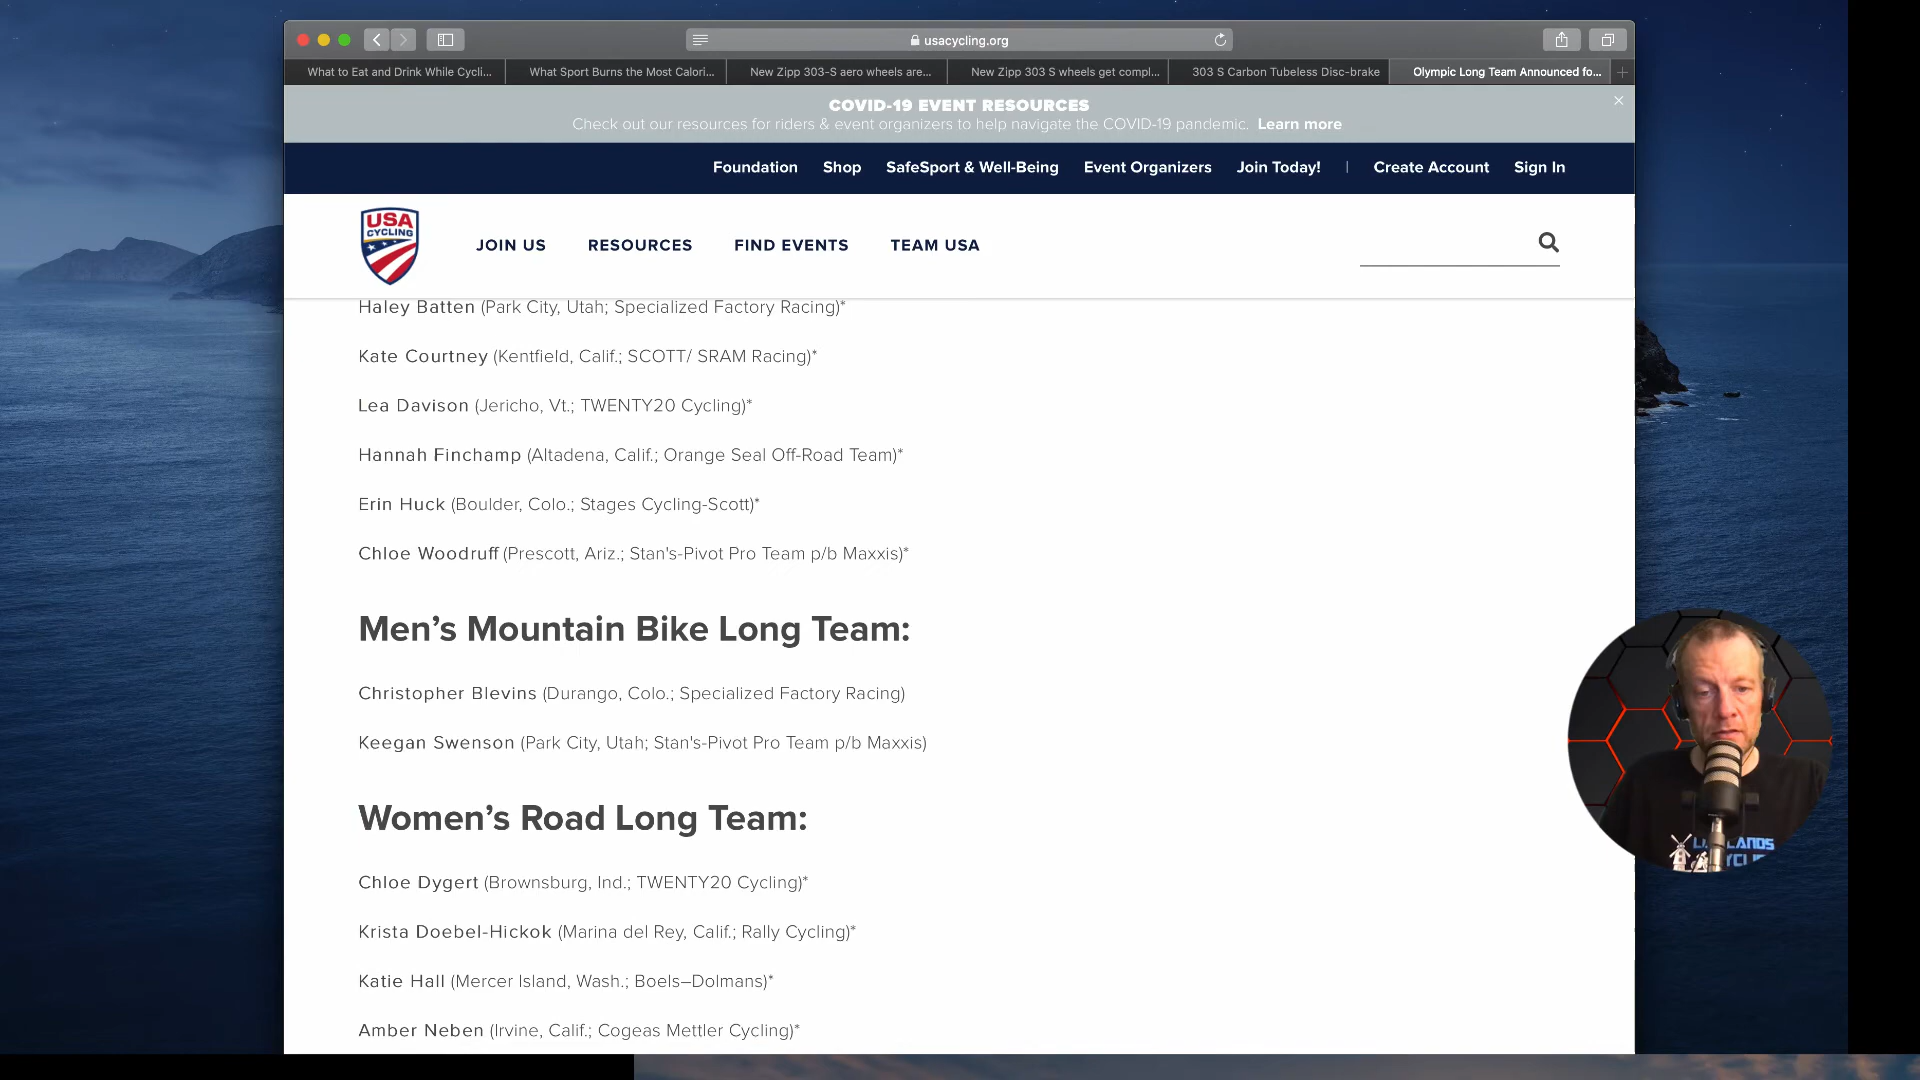 usacycling.org
What to Eat and Drink While Cycli...
What Sport Burns the Most Calori...
New Zipp 303-S aero wheels are...
New Zipp 303 S wheels get compl...
303 S Carbon Tubeless Disc-brake
Olympic Long Team Announced fo...
COVID-19 EVENT RESOURCES
Check out our resources for riders & event organizers to help navigate the COVID-19 pandemic. Learn more
Foundation Shop SafeSport & Well-Being Event Organizers Join Today! | Create Account Sign In
USA
CYCLING
JOIN US RESOURCES FIND EVENTS TEAM USA
Haley Batten (Park City, Utah; Specialized Factory Racing)*
Kate Courtney (Kentfield, Calif.; SCOTT/ SRAM Racing)*
Lea Davison (Jericho, Vt.; TWENTY20 Cycling)*
Hannah Finchamp (Altadena, Calif.; Orange Seal Off-Road Team)*
Erin Huck (Boulder, Colo.; Stages Cycling-Scott)*
Chloe Woodruff (Prescott, Ariz.; Stan's-Pivot Pro Team p/b Maxxis)*
Men’s Mountain Bike Long Team:
Christopher Blevins (Durango, Colo.; Specialized Factory Racing)
Keegan Swenson (Park City, Utah; Stan's-Pivot Pro Team p/b Maxxis)
Women’s Road Long Team:
Chloe Dygert (Brownsburg, Ind.; TWENTY20 Cycling)*
Krista Doebel-Hickok (Marina del Rey, Calif.; Rally Cycling)*
Katie Hall (Mercer Island, Wash.; Boels–Dolmans)*
Amber Neben (Irvine, Calif.; Cogeas Mettler Cycling)*